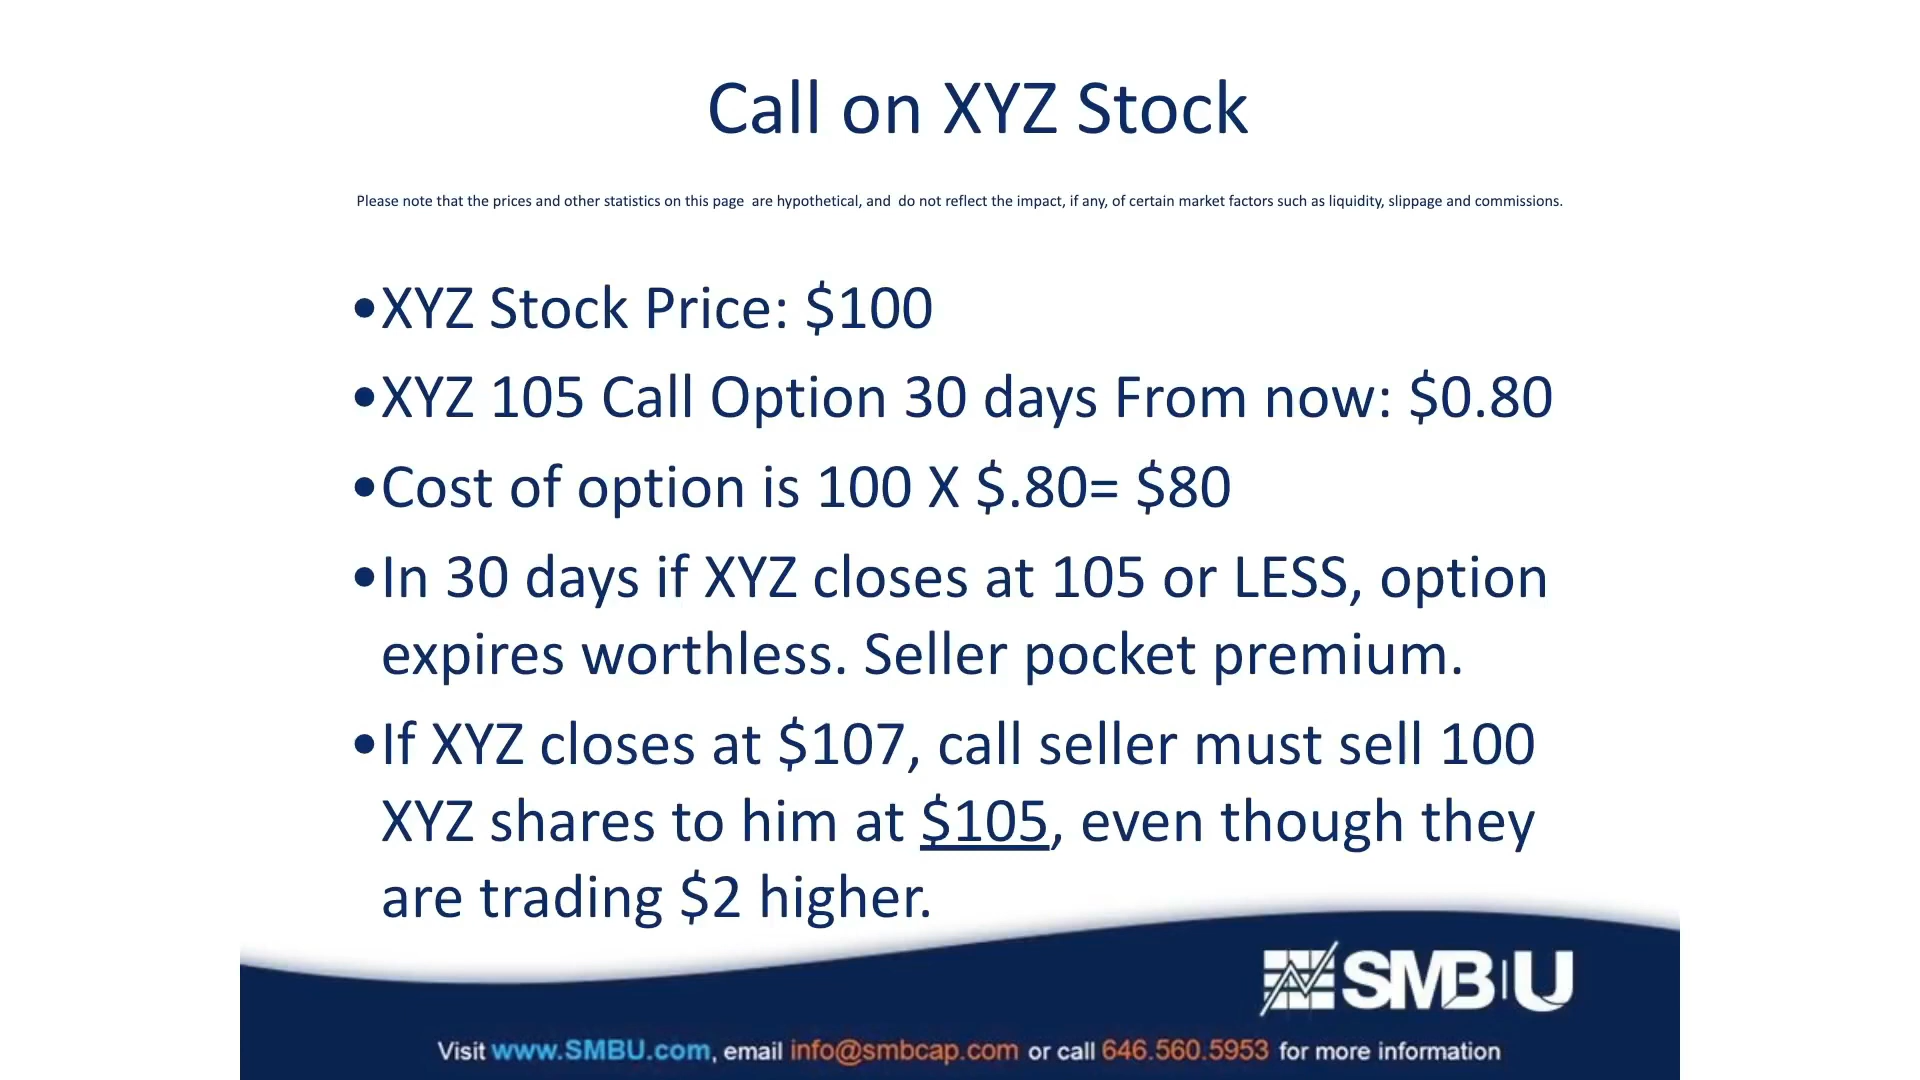 Call on XYZ Stock
Please note that the prices and other statistics on this page are hypothetical, and do not reflect the impact, if any, of certain market factors such as liquidity, slippage and commissions.
•XYZ Stock Price: $100
•XYZ 105 Call Option 30 days From now: $0.80
•Cost of option is 100 X $.80= $80
•In 30 days if XYZ closes at 105 or LESS, option
expires worthless. Seller pocket premium.
•If XYZ closes at $107, call seller must sell 100
XYZ shares to him at $105, even though they
are trading $2 higher.
SMB|U
Visit www.SMBU.com, email info@smbcap.com or call 646.560.5953 for more information